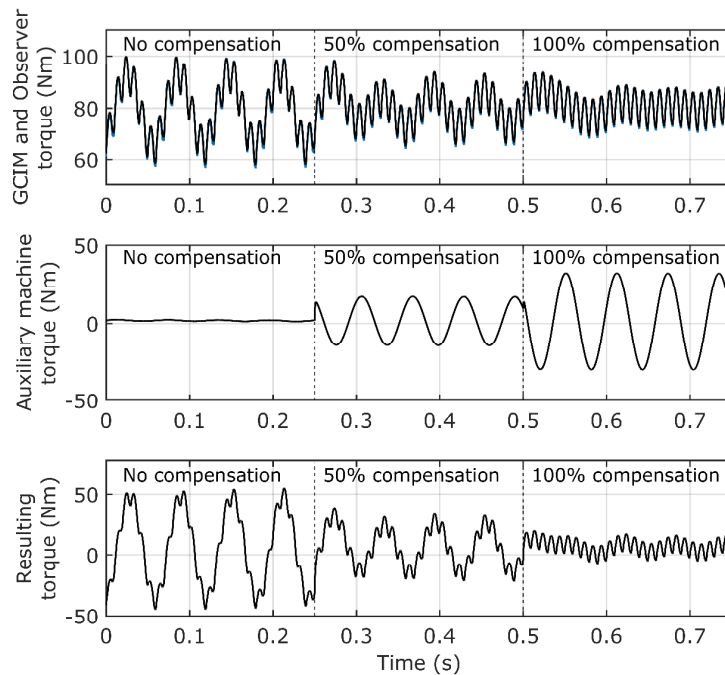 GCIM and Observer
torque (Nm)
100
80
60
No compensation
50% compensation
100% compensation
0
0.1
0.2
0.3
0.4
0.5
0.6
0.7
Auxiliary machine
torque (Nm)
50
0
-50
No compensation
50% compensation
100% compensation
0
0.1
0.2
0.3
0.4
0.5
0.6
0.7
Resulting
torque (Nm)
50
0
-50
No compensation
50% compensation
100% compensation
0
0.1
0.2
0.3
0.4
0.5
0.6
0.7
Time (s)